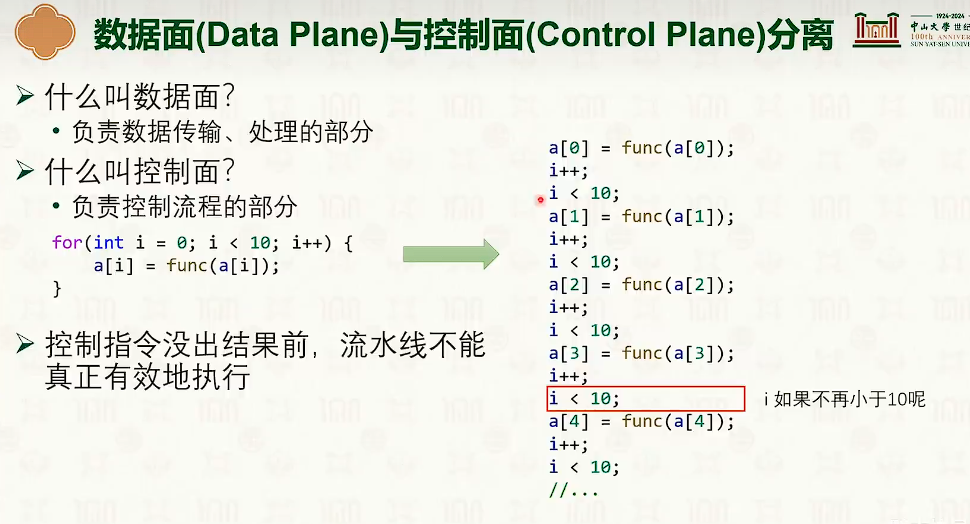 数据面(Data Plane)与控制面(Control Plane)分离
1924-2024
中山大學世纪
100th ANNIVER
SUN YAT-SEN UNIVE
什么叫数据面?
负责数据传输、处理的部分
什么叫控制面?
负责控制流程的部分
for(int i = 0; i < 10; i++) {
a[i] = func(a[i]);
}
控制指令没出结果前，流水线不能
真正有效地执行
a[0] = func(a[0]);
i++;
i < 10;
a[1] = func(a[1]);
i++;
i < 10;
a[2] = func(a[2]);
i++;
i < 10;
a[3] = func(a[3]);
i++;
i < 10;
i 如果不再小于10呢
a[4] = func(a[4]);
i++;
i < 10;
//...